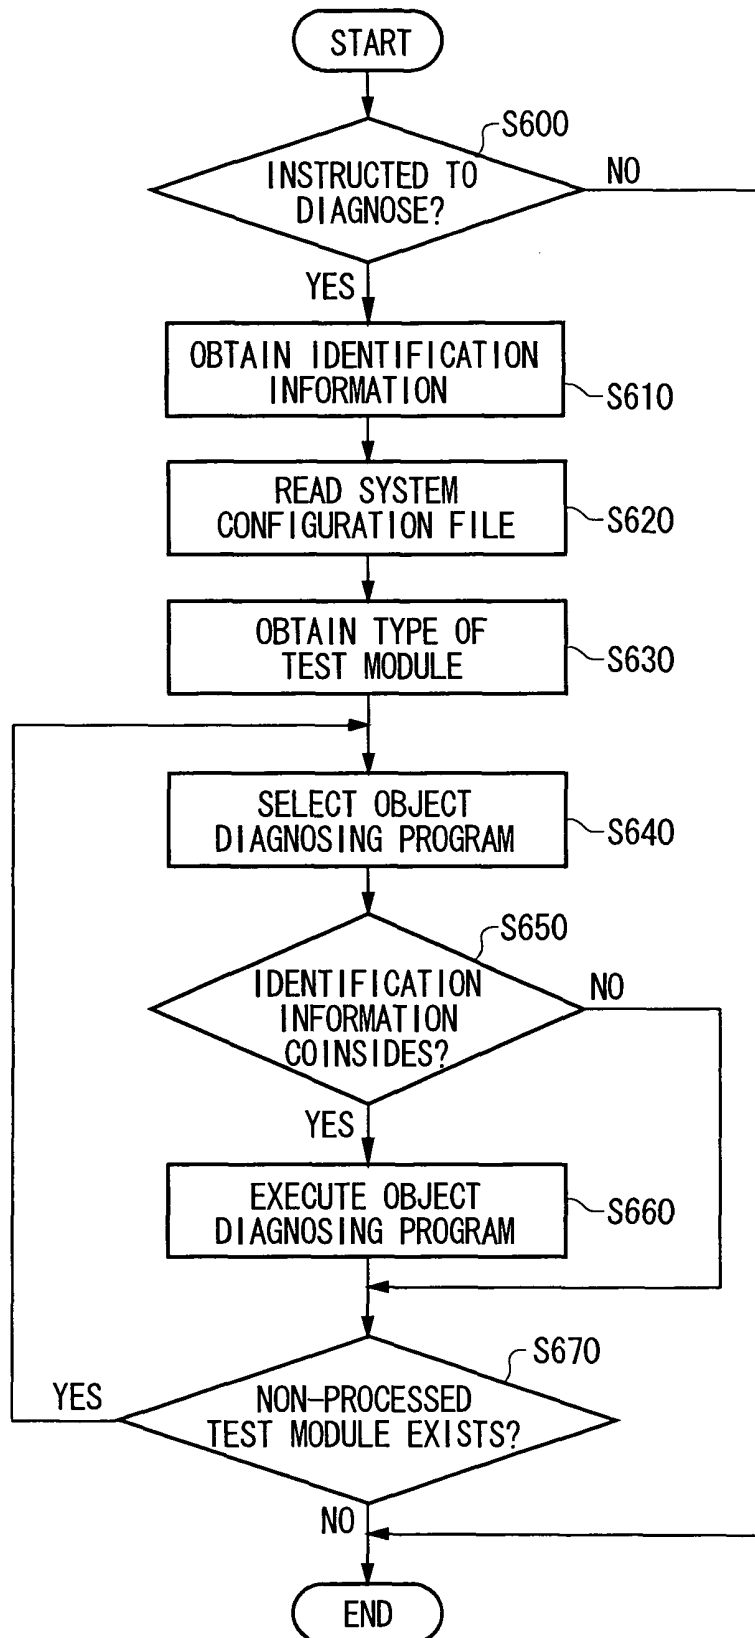 START
S600
INSTRUCTED TO
DIAGNOSE?
NO
YES
OBTAIN IDENTIFICATION
INFORMATION
S610
READ SYSTEM
CONFIGURATION FILE
S620
OBTAIN TYPE OF
TEST MODULE
S630
SELECT OBJECT
DIAGNOSING PROGRAM
S640
S650
IDENTIFICATION
INFORMATION
COINSIDES?
NO
YES
EXECUTE OBJECT
DIAGNOSING PROGRAM
S660
S670
NON-PROCESSED
TEST MODULE EXISTS?
YES
NO
END